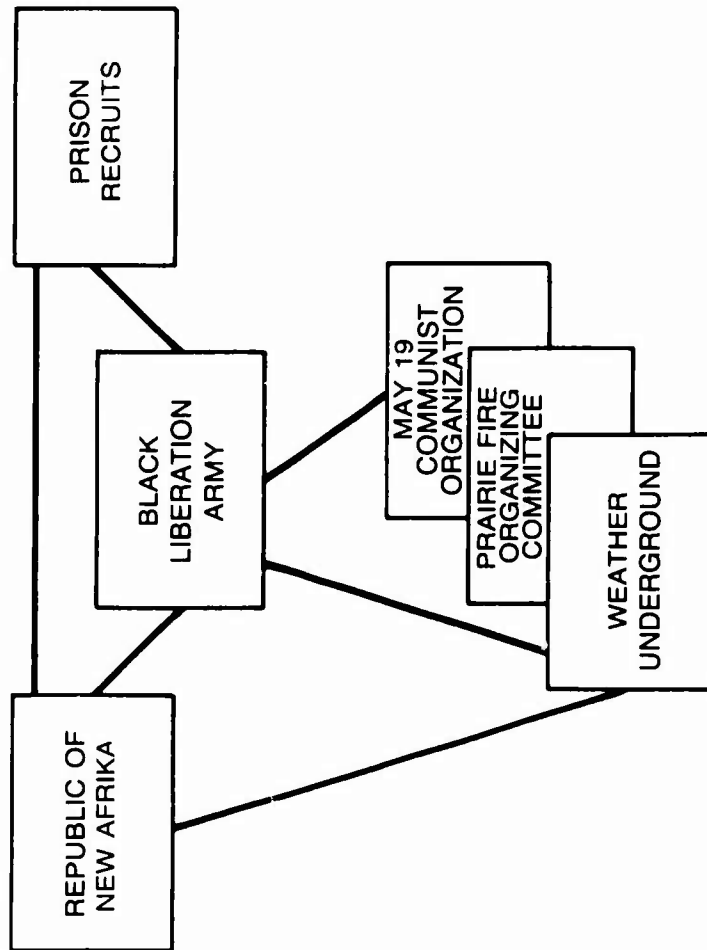 REPUBLIC OF
NEW AFRIKA
PRISON
RECRUITS
BLACK
LIBERATION
ARMY
MAY 19
COMMUNIST
ORGANIZATION
PRAIRIE FIRE
ORGANIZING
COMMITTEE
WEATHER
UNDERGROUND